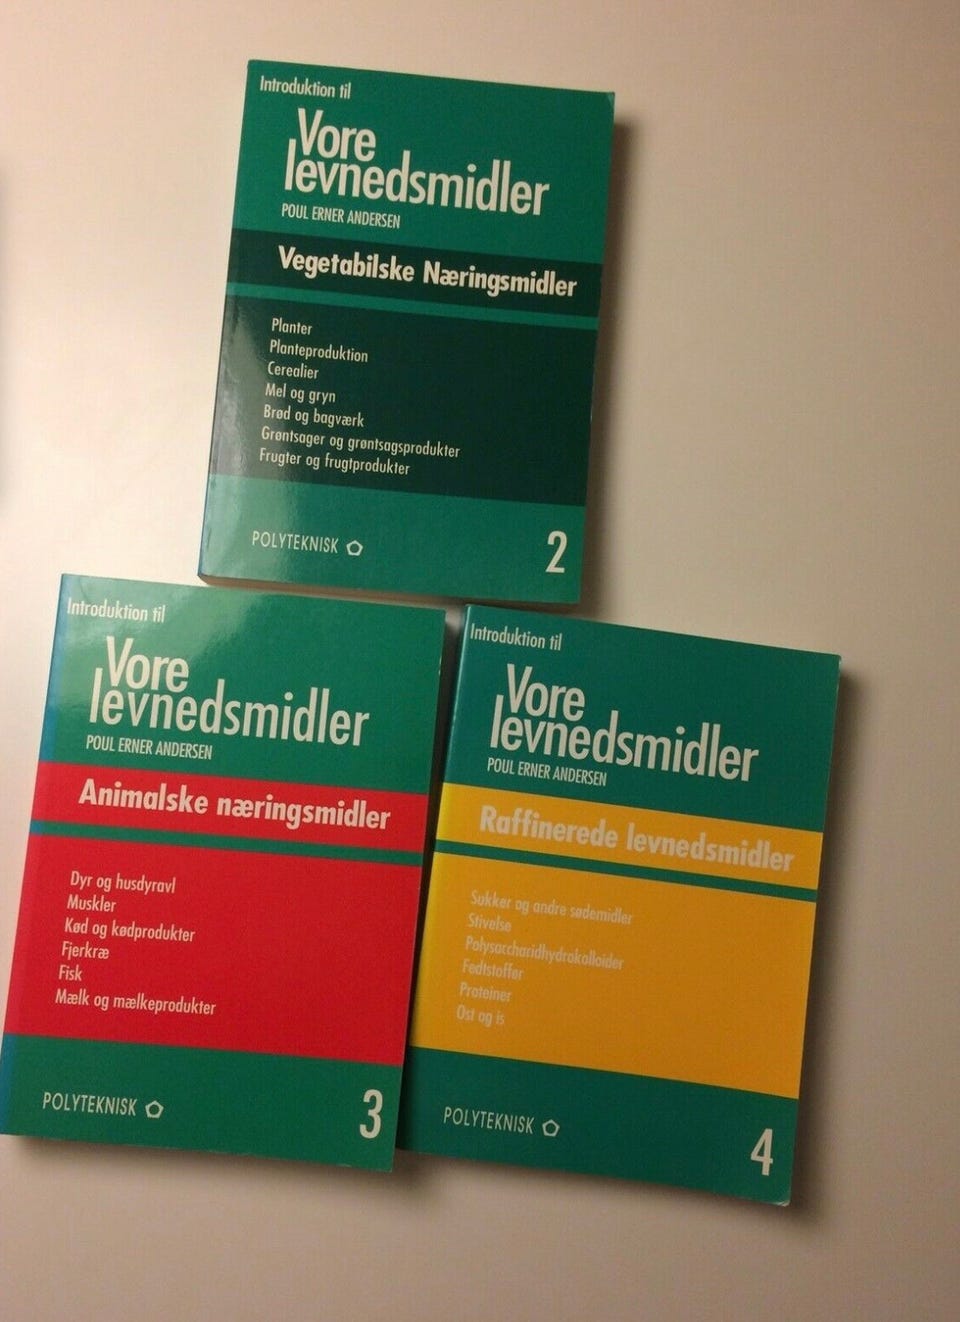 Introduktion til
Vore
levnedsmidler
POUL ERNER ANDERSEN
Vegetabilske Næringsmidler
Planter
Planteproduktion
Cerealier
Mel og gryn
Brød og bagværk
Grøntsager og grøntsagsprodukter
Frugter og frugtprodukter
POLYTEKNISK
2
Introduktion til
Vore
levnedsmidler
POUL ERNER ANDERSEN
Animalske næringsmidler
Dyr og husdyravl
Muskler
Kød og kødprodukter
Fjerkræ
Fisk
Mælk og mælkeprodukter
POLYTEKNISK
3
Introduktion til
Vore
levnedsmidler
POUL ERNER ANDERSEN
Raffinerede levnedsmidler
Sukker og andre sødemidler
Stivelse
Polysaccharidhydrokolloider
Fedtstoffer
Proteiner
Ost og is
POLYTEKNISK
4